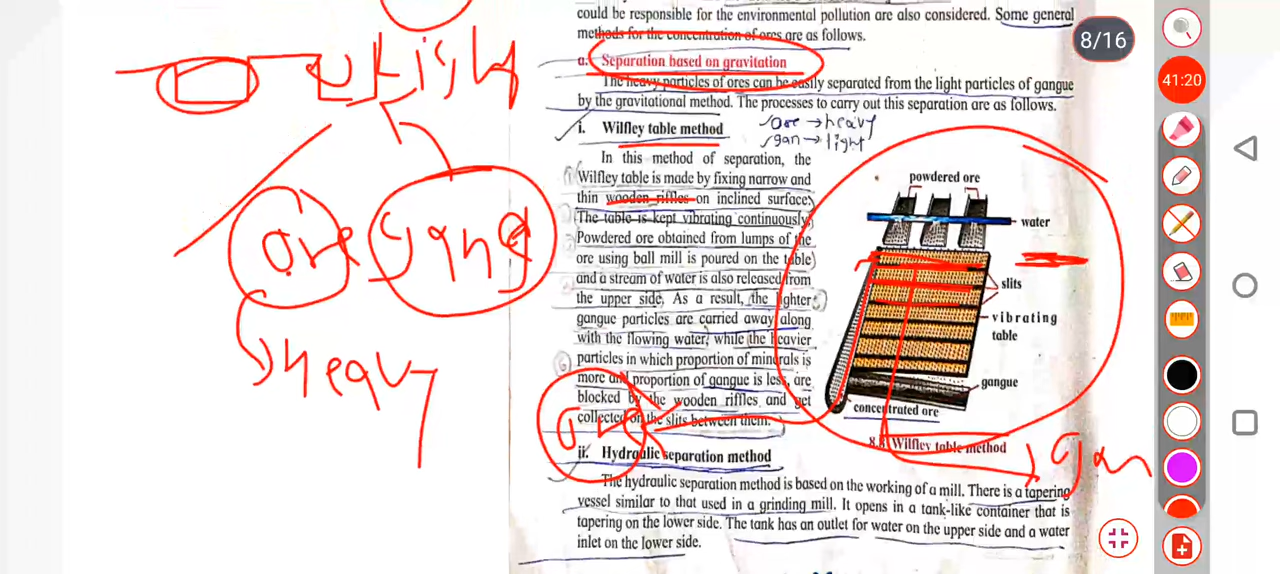 could be responsible for the environmental pollution are also considered. Some general
methods for the concentration of ores are as follows.
8/16
41:20
a. Separation based on gravitation
The heavy particles of ores can be easily separated from the light particles of gangue
by the gravitational method. The processes to carry out this separation are as follows.
i. Wilfley table method
ore → heavy
gan → light
In this method of separation, the
Wilfley table is made by fixing narrow and
thin wooden riffles on inclined surface.
The table is kept vibrating continuously.
Powdered ore obtained from lumps of the
ore using ball mill is poured on the table
and a stream of water is also released from
the upper side. As a result, the lighter
gangue particles are carried away along
with the flowing water, while the heavier
particles in which proportion of minerals is
more and proportion of gangue is less, are
blocked by the wooden riffles and get
collected on the slits between them.
powdered ore
water
slits
vibrating
table
gangue
concentrated ore
8.8 Wilfley table method
ii. Hydraulic separation method
The hydraulic separation method is based on the working of a mill. There is a tapering
vessel similar to that used in a grinding mill. It opens in a tank-like container that is
tapering on the lower side. The tank has an outlet for water on the upper side and a water
inlet on the lower side.
light
ore
gang
heavy
ore
gan